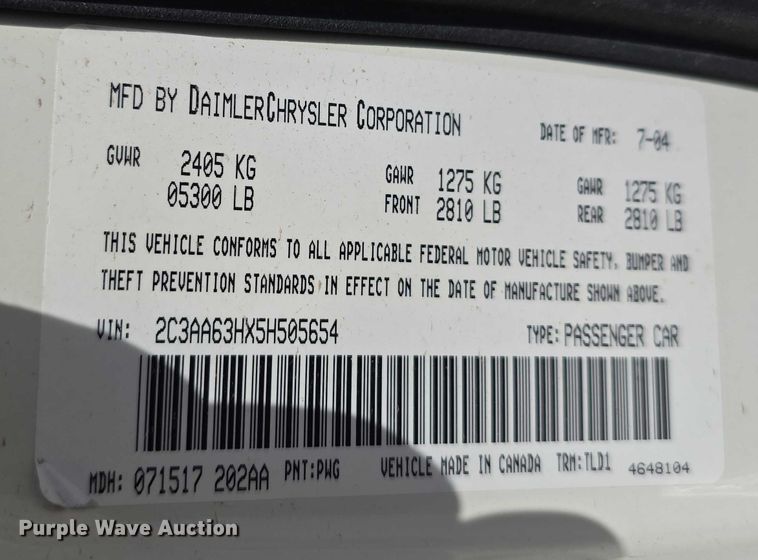 MFD BY DAIMLERCHRYSLER CORPORATION DATE OF MFR: 7-04
GVWR 2405 KG GAWR 1275 KG GAWR 1275 KG
05300 LB FRONT 2810 LB REAR 2810 LB
THIS VEHICLE CONFORMS TO ALL APPLICABLE FEDERAL MOTOR VEHICLE SAFETY, BUMPER AND
THEFT PREVENTION STANDARDS IN EFFECT ON THE DATE OF MANUFACTURE SHOWN ABOVE.
VIN: 2C3AA63HX5H505654 TYPE: PASSENGER CAR
MDH: 071517 202AA PNT:PWG VEHICLE MADE IN CANADA TRM:TLD1 4648104
Purple Wave Auction